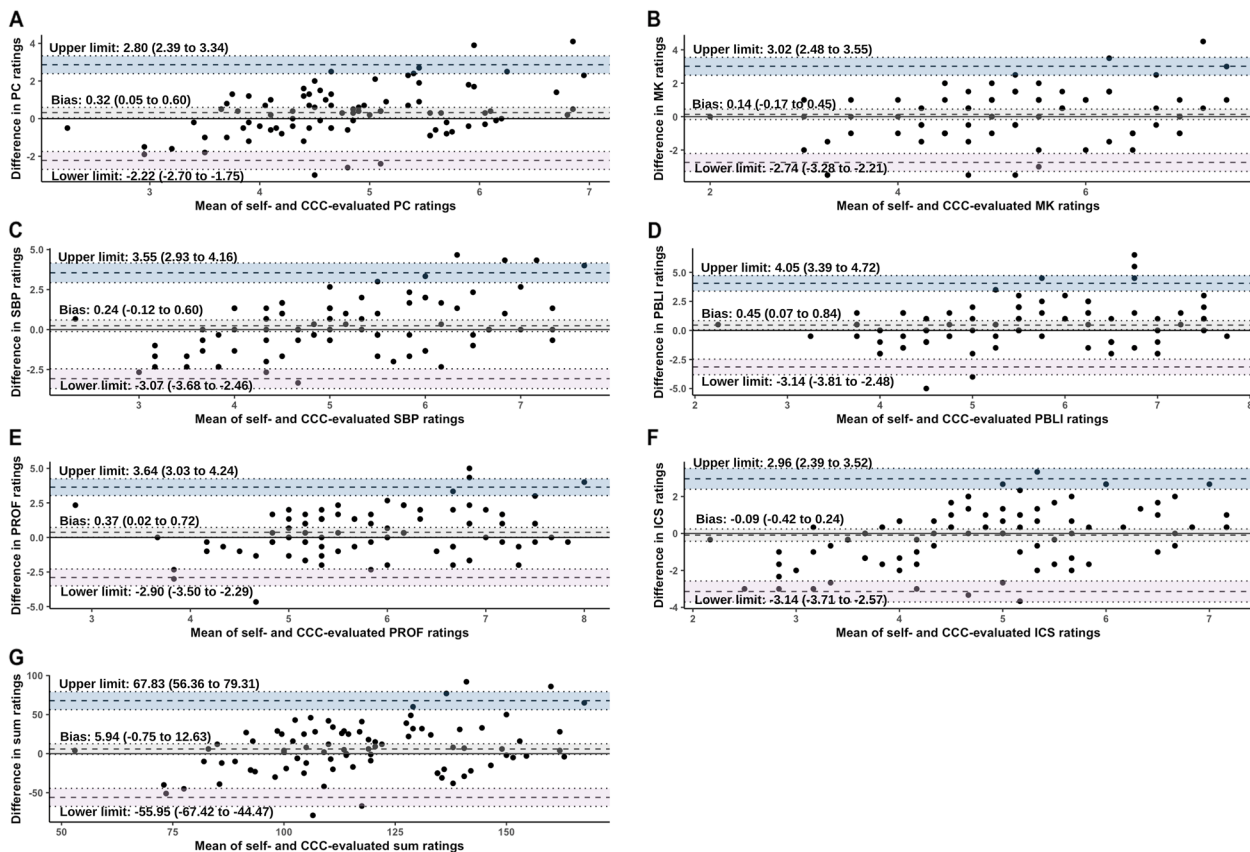 A
Upper limit: 2.80 (2.39 to 3.34)
Bias: 0.32 (0.05 to 0.60)
Lower limit: -2.22 (-2.70 to -1.75)
Difference in PC ratings
4
2
0
-2
3
4
5
6
7
Mean of self- and CCC-evaluated PC ratings
B
Upper limit: 3.02 (2.48 to 3.55)
Bias: 0.14 (-0.17 to 0.45)
Lower limit: -2.74 (-3.28 to -2.21)
Difference in MK ratings
4
2
0
-2
2
4
6
Mean of self- and CCC-evaluated MK ratings
C
Upper limit: 3.55 (2.93 to 4.16)
Bias: 0.24 (-0.12 to 0.60)
Lower limit: -3.07 (-3.68 to -2.46)
Difference in SBP ratings
5.0
2.5
0.0
-2.5
3
4
5
6
7
Mean of self- and CCC-evaluated SBP ratings
D
Upper limit: 4.05 (3.39 to 4.72)
Bias: 0.45 (0.07 to 0.84)
Lower limit: -3.14 (-3.81 to -2.48)
Difference in PBLI ratings
5.0
2.5
0.0
-2.5
-5.0
2
3
4
5
6
7
8
Mean of self- and CCC-evaluated PBLI ratings
E
Upper limit: 3.64 (3.03 to 4.24)
Bias: 0.37 (0.02 to 0.72)
Lower limit: -2.90 (-3.50 to -2.29)
Difference in PROF ratings
5.0
2.5
0.0
-2.5
-5.0
3
4
5
6
7
8
Mean of self- and CCC-evaluated PROF ratings
F
Upper limit: 2.96 (2.39 to 3.52)
Bias: -0.09 (-0.42 to 0.24)
Lower limit: -3.14 (-3.71 to -2.57)
Difference in ICS ratings
2
0
-2
-4
2
3
4
5
6
7
Mean of self- and CCC-evaluated ICS ratings
G
Upper limit: 67.83 (56.36 to 79.31)
Bias: 5.94 (-0.75 to 12.63)
Lower limit: -55.95 (-67.42 to -44.47)
Difference in sum ratings
100
50
0
-50
50
75
100
125
150
Mean of self- and CCC-evaluated sum ratings